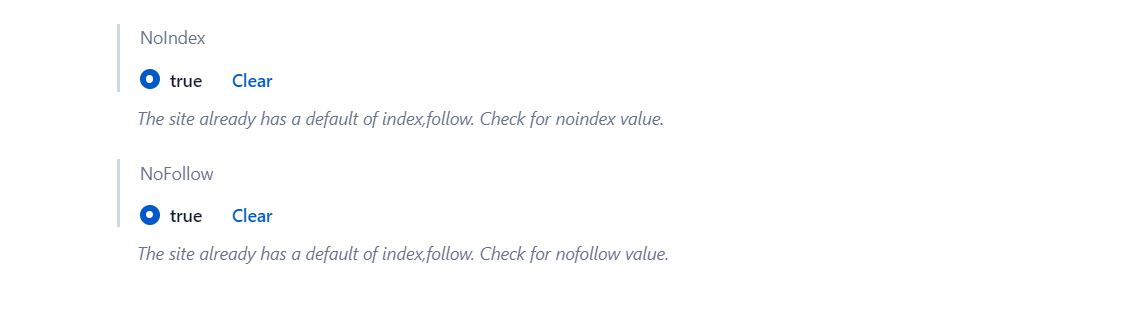 NoIndex
true Clear
The site already has a default of index,follow. Check for noindex value.
NoFollow
true Clear
The site already has a default of index,follow. Check for nofollow value.